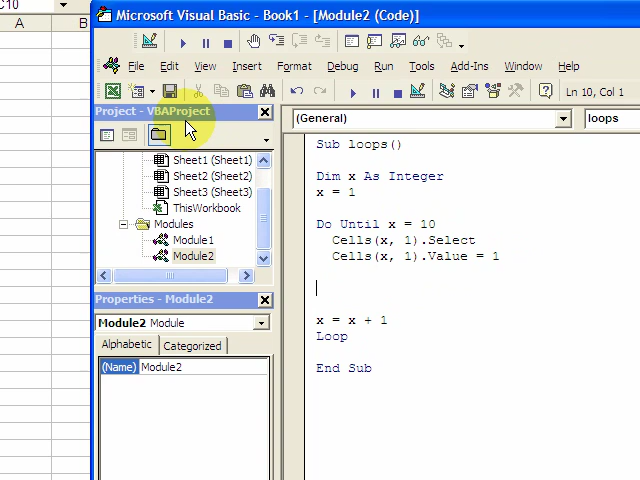 C10
A
B
Microsoft Visual Basic - Book1 - [Module2 (Code)]
File Edit View Insert Format Debug Run Tools Add-Ins Window Help
Ln 10, Col 1
Project - VBAProject
(General)
loops
Sheet1 (Sheet1)
Sheet2 (Sheet2)
Sheet3 (Sheet3)
ThisWorkbook
Modules
Module1
Module2
Properties - Module2
Module2 Module
Alphabetic Categorized
(Name) Module2
Sub loops()
Dim x As Integer
x = 1
Do Until x = 10
Cells(x, 1).Select
Cells(x, 1).Value = 1
x = x + 1
Loop
End Sub